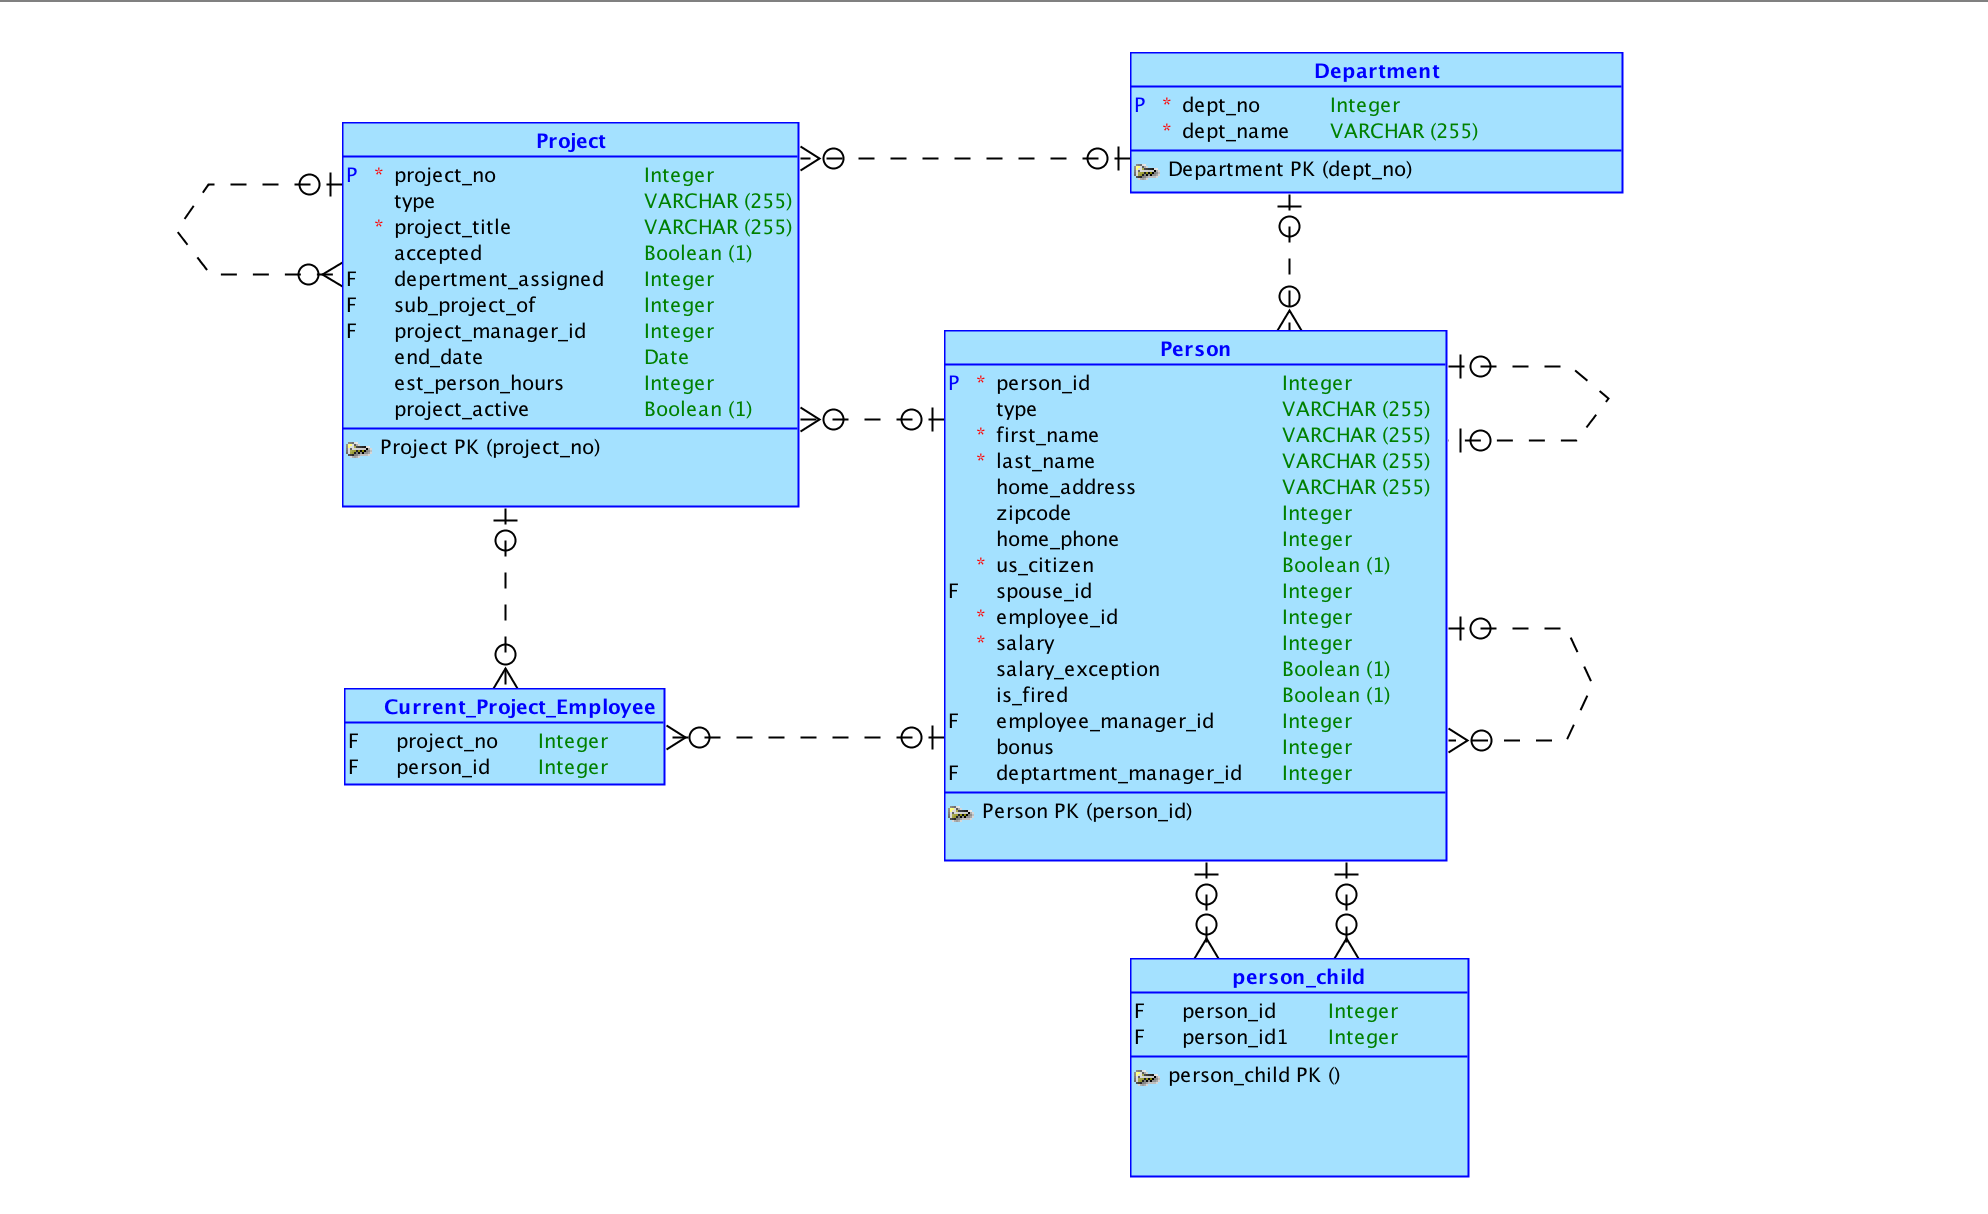 Department
P * dept_no Integer
* dept_name VARCHAR (255)
Department PK (dept_no)
Project
P * project_no Integer
type VARCHAR (255)
* project_title VARCHAR (255)
accepted Boolean (1)
F depertment_assigned Integer
F sub_project_of Integer
F project_manager_id Integer
end_date Date
est_person_hours Integer
project_active Boolean (1)
Project PK (project_no)
Person
P * person_id Integer
type VARCHAR (255)
* first_name VARCHAR (255)
* last_name VARCHAR (255)
home_address VARCHAR (255)
zipcode Integer
home_phone Integer
* us_citizen Boolean (1)
F spouse_id Integer
* employee_id Integer
* salary Integer
salary_exception Boolean (1)
is_fired Boolean (1)
F employee_manager_id Integer
bonus Integer
F deptartment_manager_id Integer
Person PK (person_id)
Current_Project_Employee
F project_no Integer
F person_id Integer
person_child
F person_id Integer
F person_id1 Integer
person_child PK ()